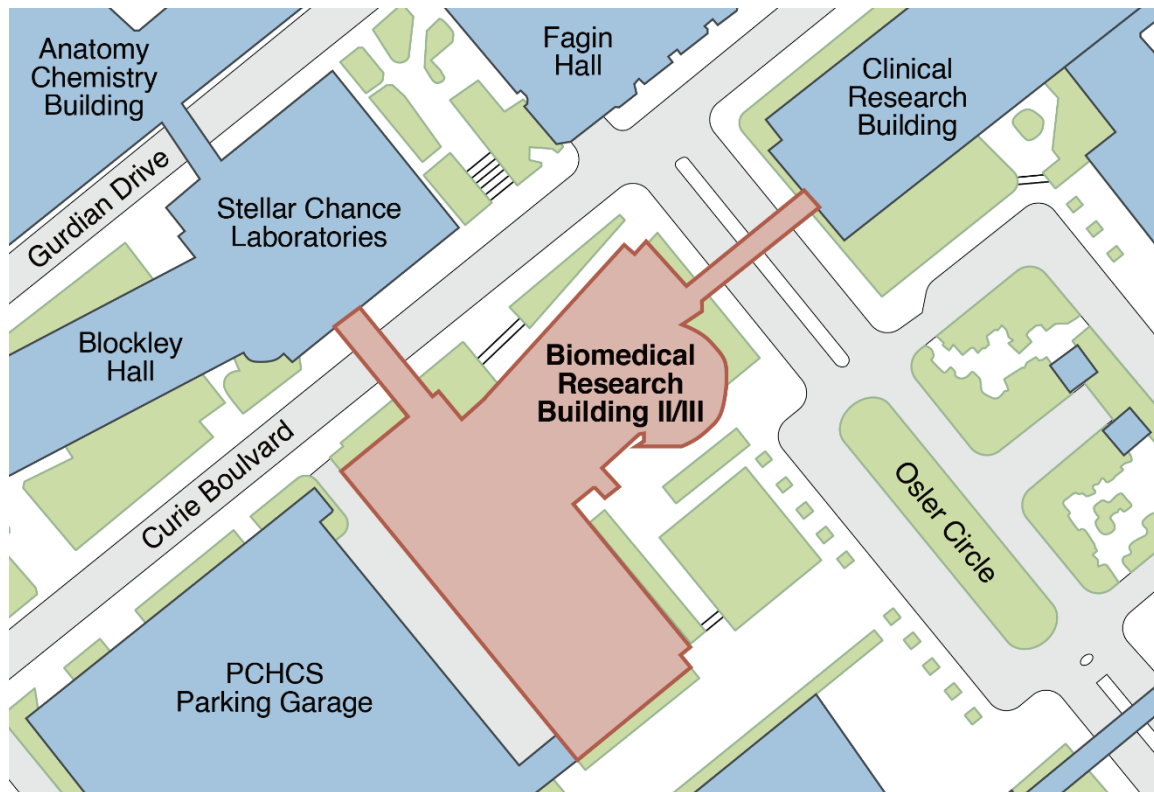 Anatomy
Chemistry
Building
Fagin
Hall
Clinical
Research
Building
Gurdian Drive
Stellar Chance
Laboratories
Blockley
Hall
Biomedical
Research
Building II/III
Curie Boulvard
Osler Circle
PCHCS
Parking Garage